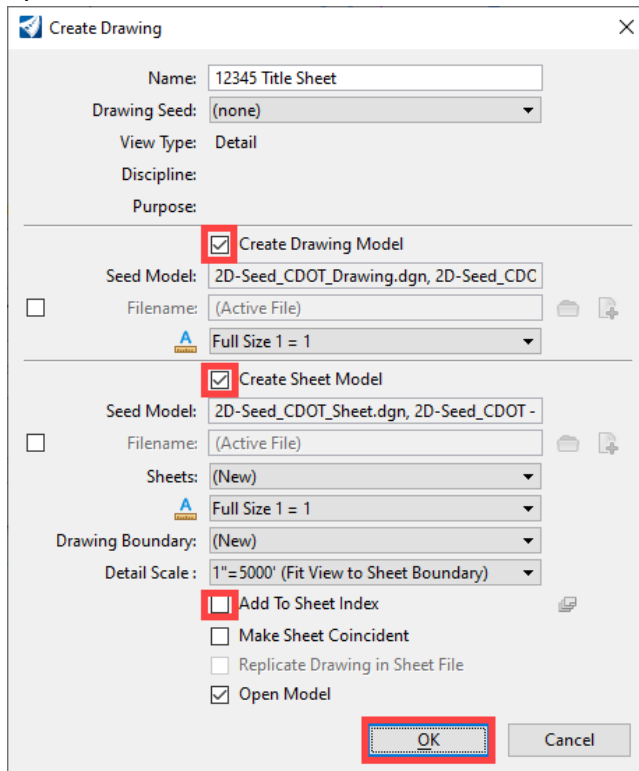 Create Drawing
Name: 12345 Title Sheet
Drawing Seed: (none)
View Type: Detail
Discipline:
Purpose:
Create Drawing Model
Seed Model: 2D-Seed_CDOT_Drawing.dgn, 2D-Seed_CDC
Filename: (Active File)
A Full Size 1 = 1
Create Sheet Model
Seed Model: 2D-Seed_CDOT_Sheet.dgn, 2D-Seed_CDOT -
Filename: (Active File)
Sheets: (New)
A Full Size 1 = 1
Drawing Boundary: (New)
Detail Scale : 1"=5000' (Fit View to Sheet Boundary)
Add To Sheet Index
Make Sheet Coincident
Replicate Drawing in Sheet File
Open Model
OK Cancel